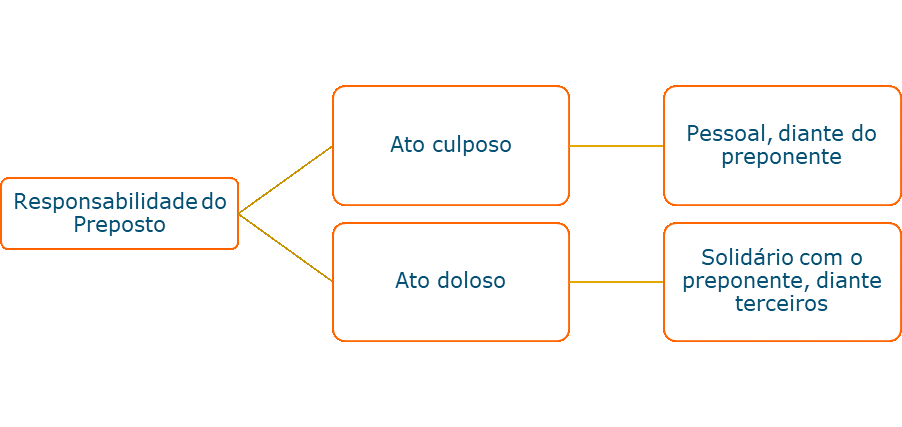 Responsabilidade do
Preposto
Ato culposo
Pessoal, diante do
preponente
Ato doloso
Solidário com o
preponente, diante
terceiros